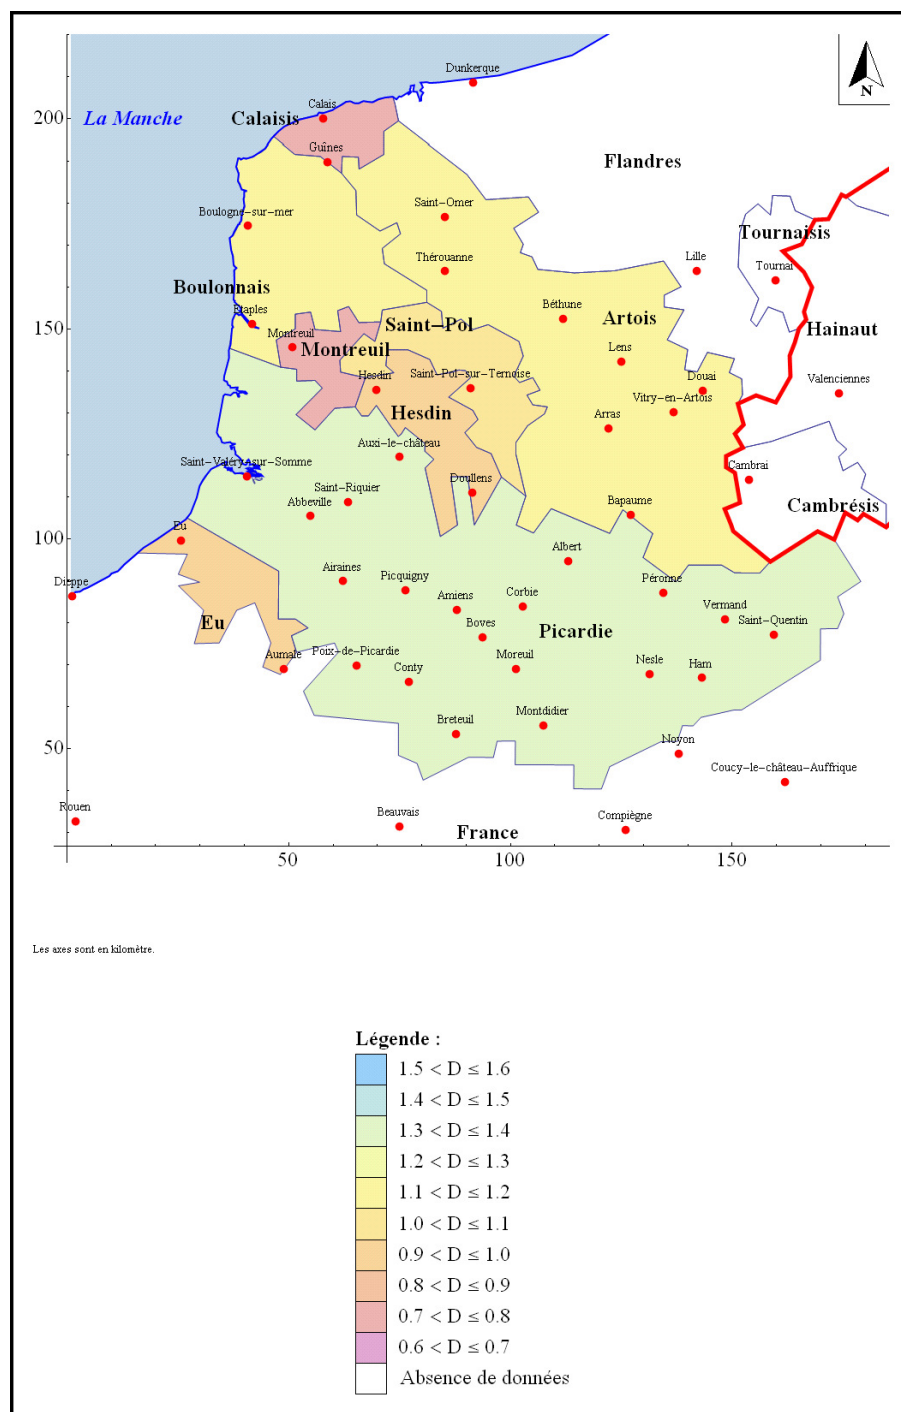 N
Dunkerque
200
La Manche
Calaisis
Calais
Guînes
Flandres
Saint-Omer
Boulogne-sur-mer
Tournaisis
Thérouanne
Lille
Tournai
Boulonnais
Etaples
Béthune
Artois
150
Saint-Pol
Hainaut
Montreuil
Montreuil
Lens
Hesdin
Saint-Pol-sur-Ternoise
Douai
Valenciennes
Vitry-en-Artois
Hesdin
Arras
Auxi-le-château
Saint-Valéry-sur-Somme
Cambrai
Doullens
Saint-Riquier
Abbeville
Bapaume
Cambrésis
Eu
100
Albert
Airaines
Picquigny
Péronne
Dieppe
Amiens
Corbie
Vermand
Boves
Saint-Quentin
Eu
Picardie
Aumale
Poix-de-Picardie
Moreuil
Conty
Nesle
Ham
Breteuil
Montdidier
50
Noyon
Coucy-le-château-Auffrique
Rouen
Beauvais
Compiègne
France
50
100
150
Les axes sont en kilomètre.
Légende :
1.5 < D ≤ 1.6
1.4 < D ≤ 1.5
1.3 < D ≤ 1.4
1.2 < D ≤ 1.3
1.1 < D ≤ 1.2
1.0 < D ≤ 1.1
0.9 < D ≤ 1.0
0.8 < D ≤ 0.9
0.7 < D ≤ 0.8
0.6 < D ≤ 0.7
Absence de données